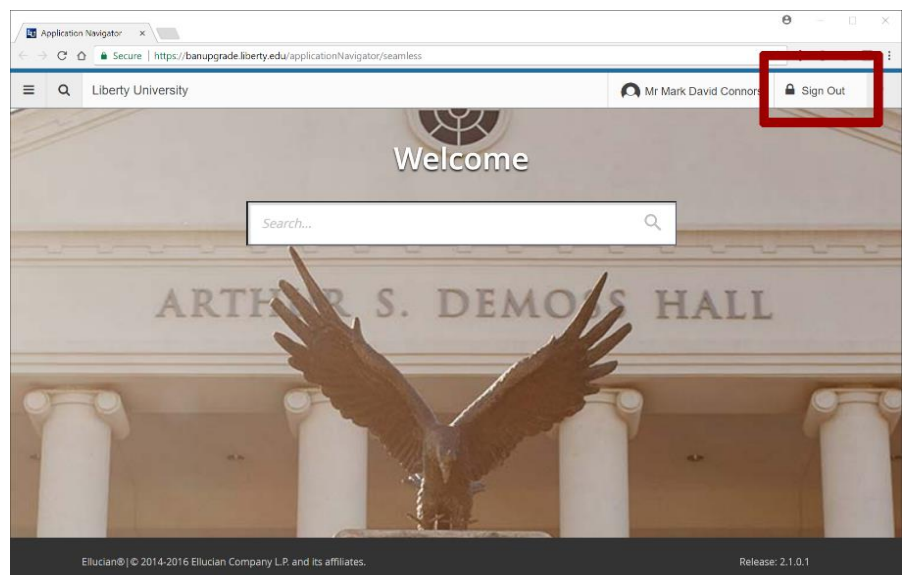 Application Navigator
Secure | https://banupgrade.liberty.edu/applicationNavigator/seamless
Liberty University
Mr Mark David Connors
Sign Out
Welcome
Search...
ARTHUR S. DEMOSS HALL
Ellucian®|© 2014-2016 Ellucian Company L.P. and its affiliates.
Release: 2.1.0.1